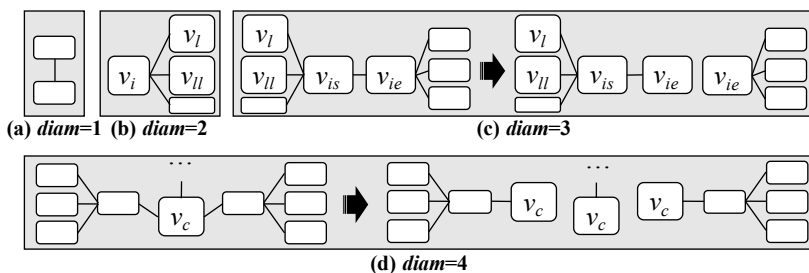 v_l
v_i v_ll
(a) diam=1 (b) diam=2
v_l v_l
v_ll v_is v_ie v_ll v_is v_ie v_ie
(c) diam=3
... ...
v_c v_c v_c v_c
(d) diam=4